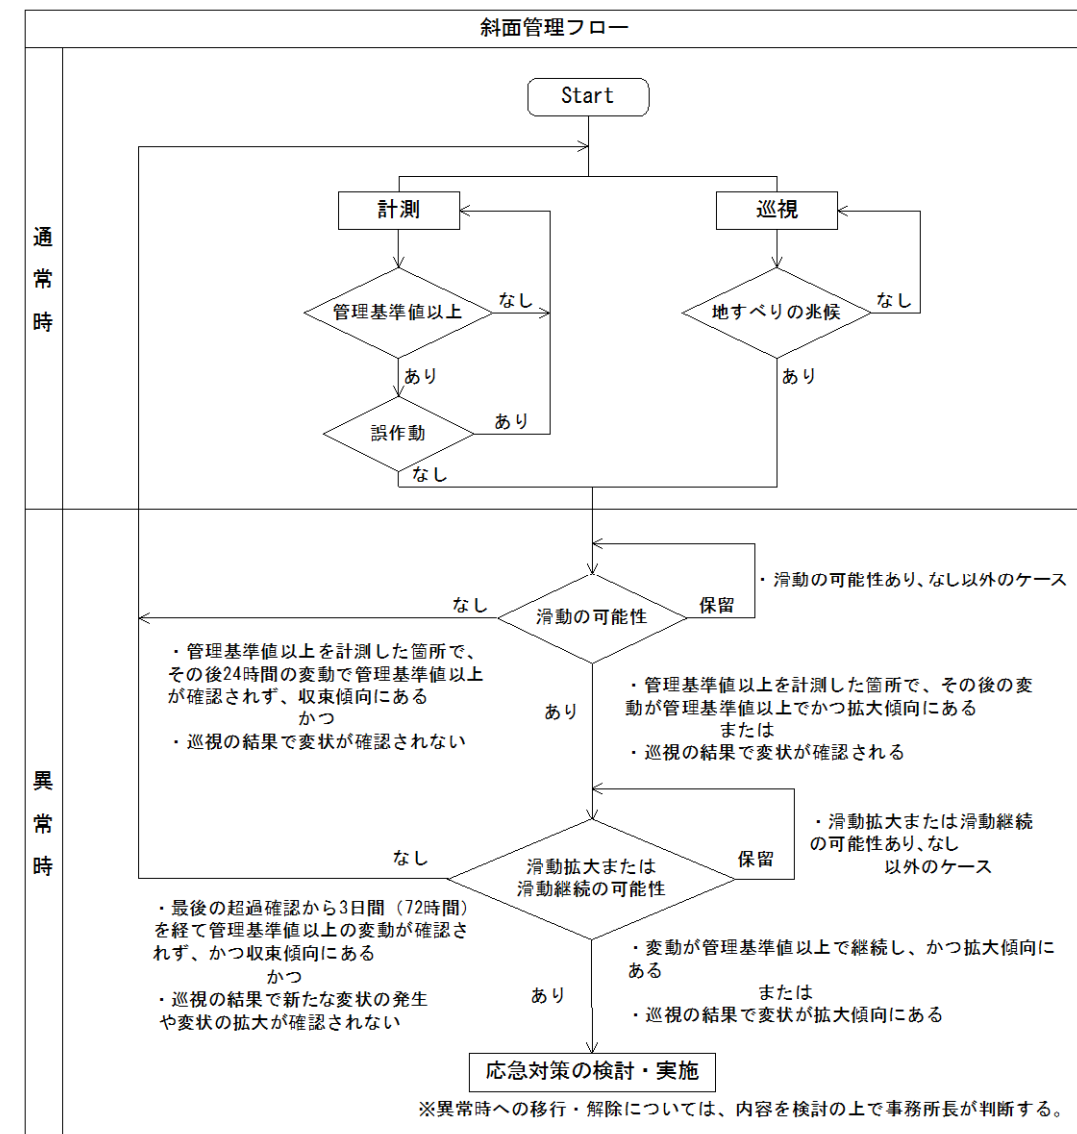 斜面管理フロー
通常時
Start
計測
巡視
管理基準値以上
なし
地すべりの兆候
なし
あり
あり
誤作動
あり
なし
異常時
・滑動の可能性あり、なし以外のケース
なし
滑動の可能性
保留
・管理基準値以上を計測した箇所で、
その後24時間の変動で管理基準値以上
が確認されず、収束傾向にある
かつ
・巡視の結果で変状が確認されない
あり
・管理基準値以上を計測した箇所で、その後の変
動が管理基準値以上でかつ拡大傾向にある
または
・巡視の結果で変状が確認される
・滑動拡大または滑動継続
の可能性あり、なし
以外のケース
なし
滑動拡大または
滑動継続の可能性
保留
・最後の超過確認から3日間（72時間）
を経て管理基準値以上の変動が確認さ
れず、かつ収束傾向にある
かつ
・巡視の結果で新たな変状の発生
や変状の拡大が確認されない
あり
・変動が管理基準値以上で継続し、かつ拡大傾向に
ある
または
・巡視の結果で変状が拡大傾向にある
応急対策の検討・実施
※異常時への移行・解除については、内容を検討の上で事務所長が判断する。